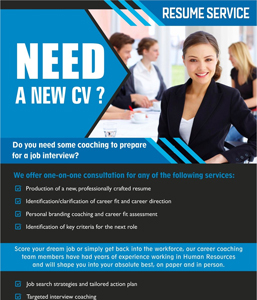 RESUME SERVICE
NEED
A NEW CV ?
Do you need some coaching to prepare
for a job interview?
We offer one-on-one consultation for any of the following services:
Production of a new, professionally crafted resume
Identification/clarification of career fit and career direction
Personal branding coaching and career fit assessment
Identification of key criteria for the next role
Score your dream job or simply get back into the workforce, our career coaching
team members have had years of experience working in Human Resources
and will shape you into your absolute best, on paper and in person.
Job search strategies and tailored action plan
Targeted interview coaching